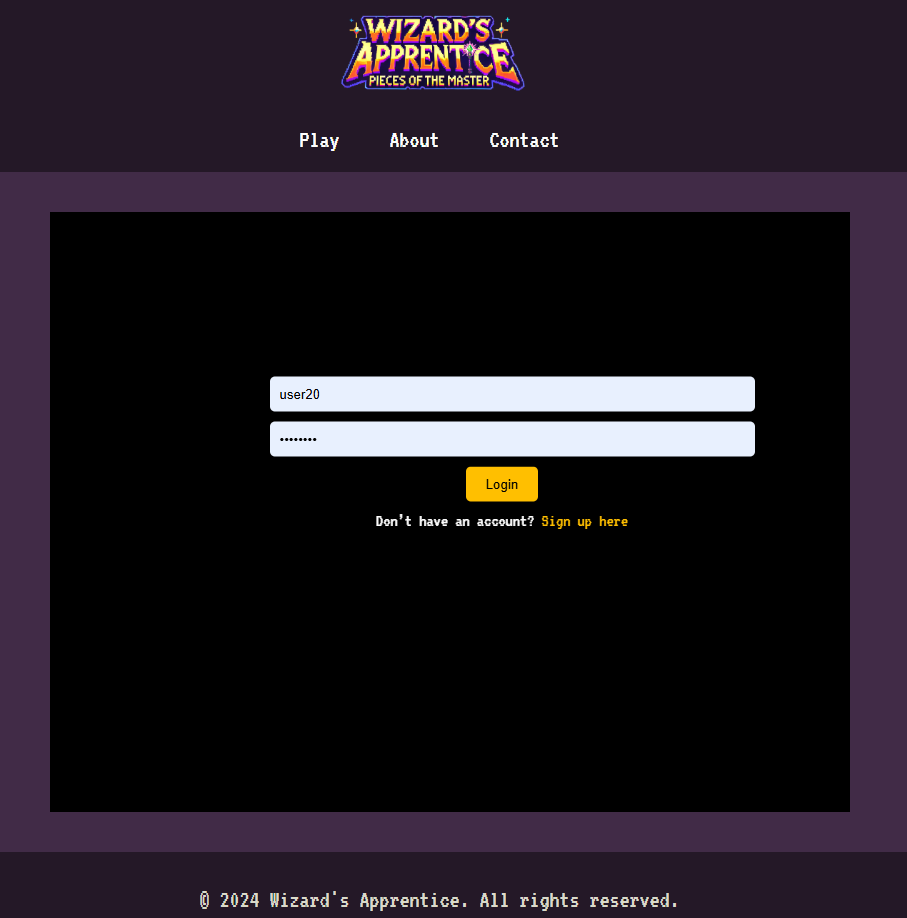 WIZARD'S
APPRENTICE
PIECES OF THE MASTER
Play About Contact
user20
••••••••
Login
Don't have an account? Sign up here
© 2024 Wizard's Apprentice. All rights reserved.